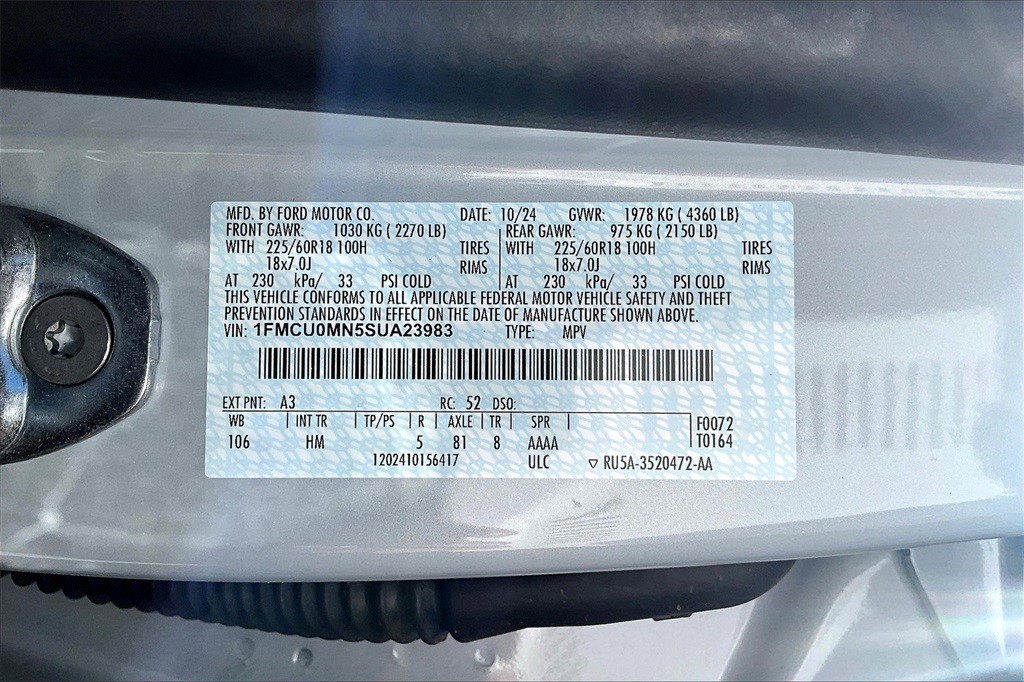 MFD. BY FORD MOTOR CO. DATE: 10/24 GVWR: 1978 KG ( 4360 LB)
FRONT GAWR: 1030 KG ( 2270 LB) REAR GAWR: 975 KG ( 2150 LB)
WITH 225/60R18 100H TIRES WITH 225/60R18 100H TIRES
18x7.0J RIMS 18x7.0J RIMS
AT 230 kPa/ 33 PSI COLD AT 230 kPa/ 33 PSI COLD
THIS VEHICLE CONFORMS TO ALL APPLICABLE FEDERAL MOTOR VEHICLE SAFETY AND THEFT
PREVENTION STANDARDS IN EFFECT ON THE DATE OF MANUFACTURE SHOWN ABOVE.
VIN: 1FMCU0MN5SUA23983 TYPE: MPV
EXT PNT: A3 RC: 52 DSO:
WB INT TR TP/PS R AXLE TR SPR F0072
106 HM 5 81 8 AAAA T0164
1202410156417 ULC RU5A-3520472-AA